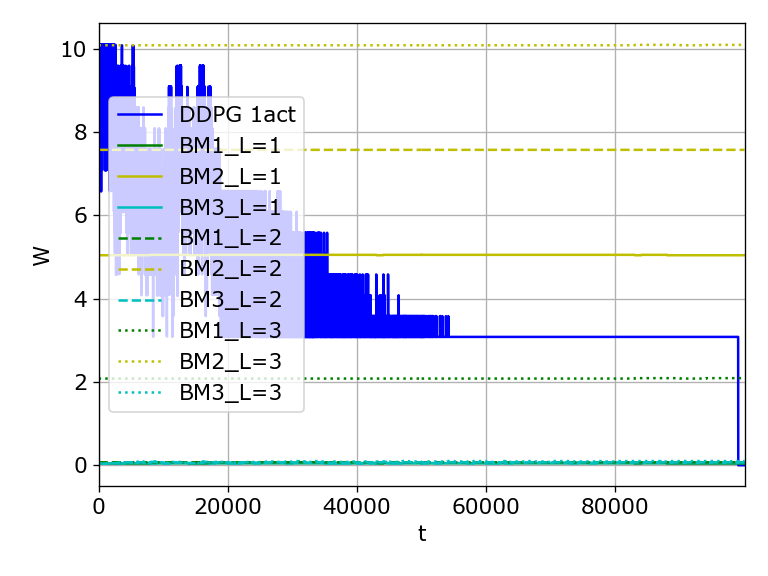 10
8
6
4
2
0
W
DDPG 1act
BM1_L=1
BM2_L=1
BM3_L=1
BM1_L=2
BM2_L=2
BM3_L=2
BM1_L=3
BM2_L=3
BM3_L=3
0 20000 40000 60000 80000
t